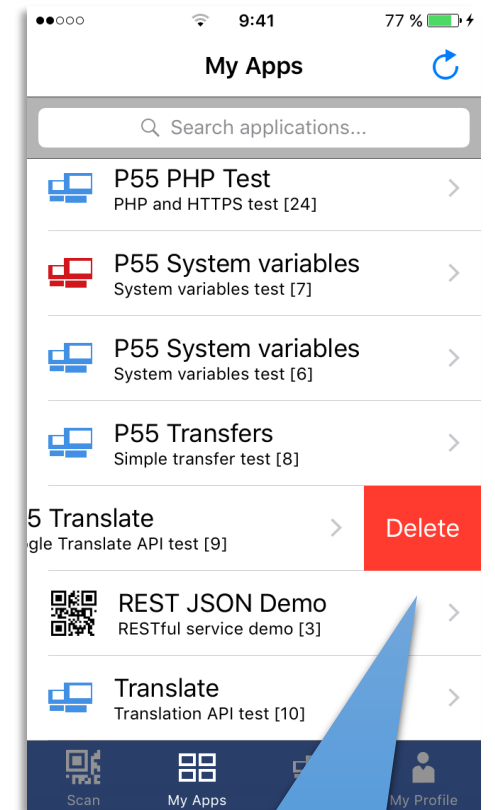 9:41
77 %
My Apps
Search applications...
P55 PHP Test
PHP and HTTPS test [24]
P55 System variables
System variables test [7]
P55 System variables
System variables test [6]
P55 Transfers
Simple transfer test [8]
5 Translate
gle Translate API test [9]
Delete
REST JSON Demo
RESTful service demo [3]
Translate
Translation API test [10]
Scan
My Apps
My Profile